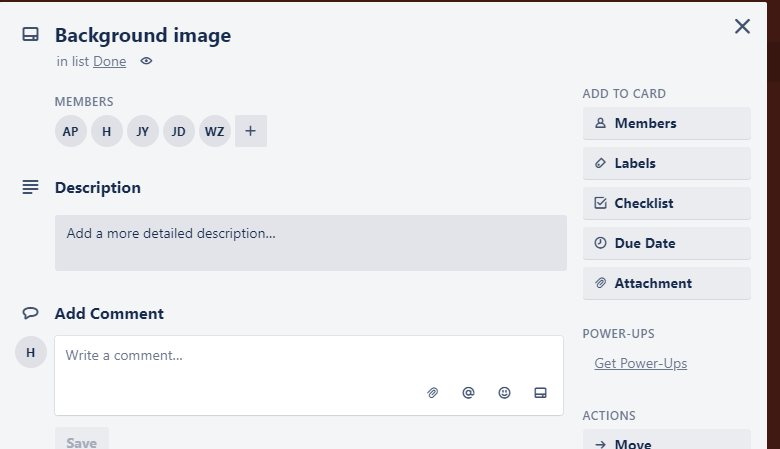 Background image
in list Done
MEMBERS
AP H JY JD WZ +
Description
Add a more detailed description...
Add Comment
H
Write a comment...
@
Save
ADD TO CARD
Members
Labels
Checklist
Due Date
Attachment
POWER-UPS
Get Power-Ups
ACTIONS
Move